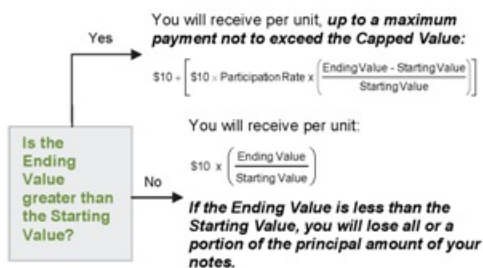 You will receive per unit, up to a maximum
Yes
payment not to exceed the Capped Value:
$10 + [$10 × Participation Rate x (Ending Value - Starting Value / Starting Value)]
Is the
Ending
Value
greater than
the Starting
Value?
You will receive per unit:
$10 x (Ending Value / Starting Value)
No
If the Ending Value is less than the
Starting Value, you will lose all or a
portion of the principal amount of your
notes.